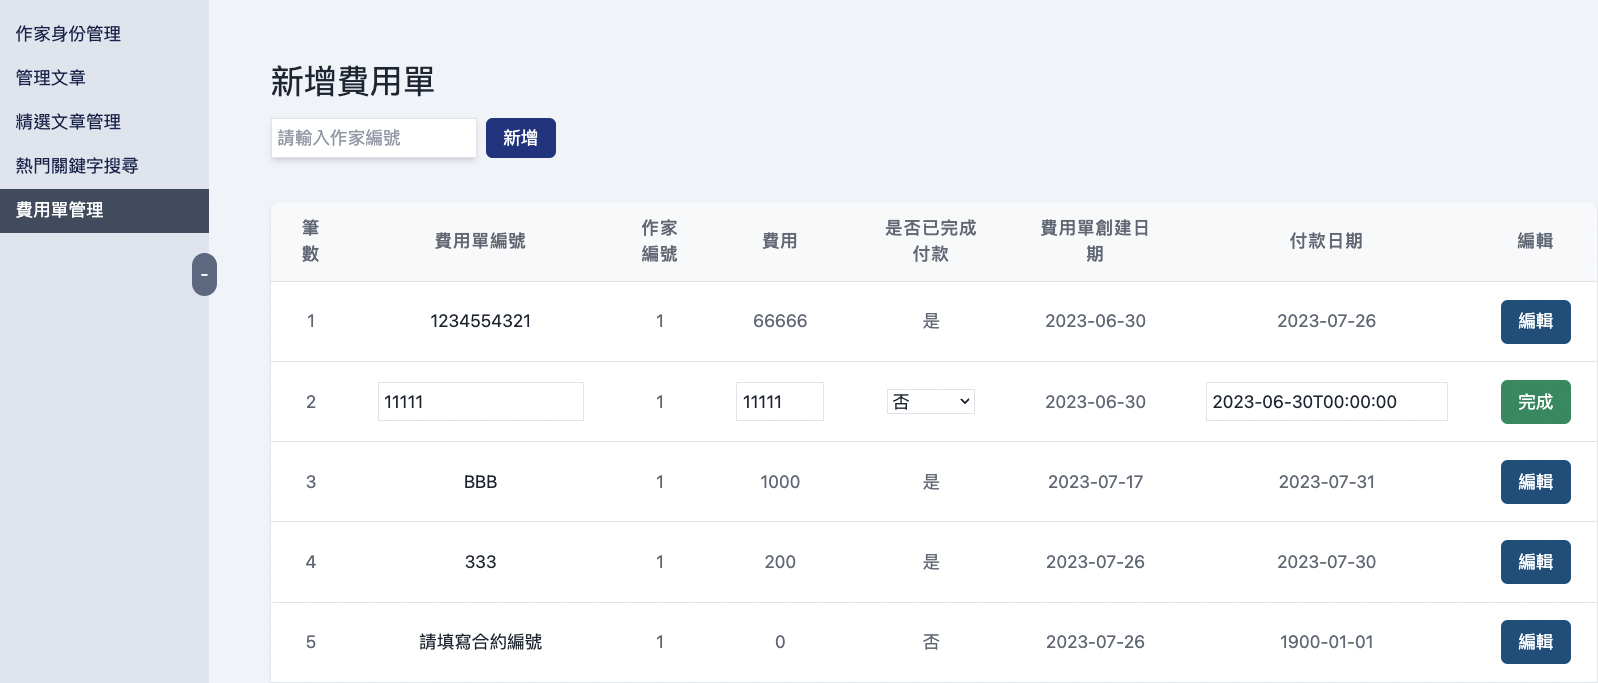 作家身份管理
管理文章
精選文章管理
熱門關鍵字搜尋
費用單管理
-
新增費用單
請輸入作家編號 新增
筆數 費用單編號 作家編號 費用 是否已完成付款 費用單創建日期 付款日期 編輯
1 1234554321 1 66666 是 2023-06-30 2023-07-26 編輯
2 11111 1 11111 否 2023-06-30 2023-06-30T00:00:00 完成
3 BBB 1 1000 是 2023-07-17 2023-07-31 編輯
4 333 1 200 是 2023-07-26 2023-07-30 編輯
5 請填寫合約編號 1 0 否 2023-07-26 1900-01-01 編輯